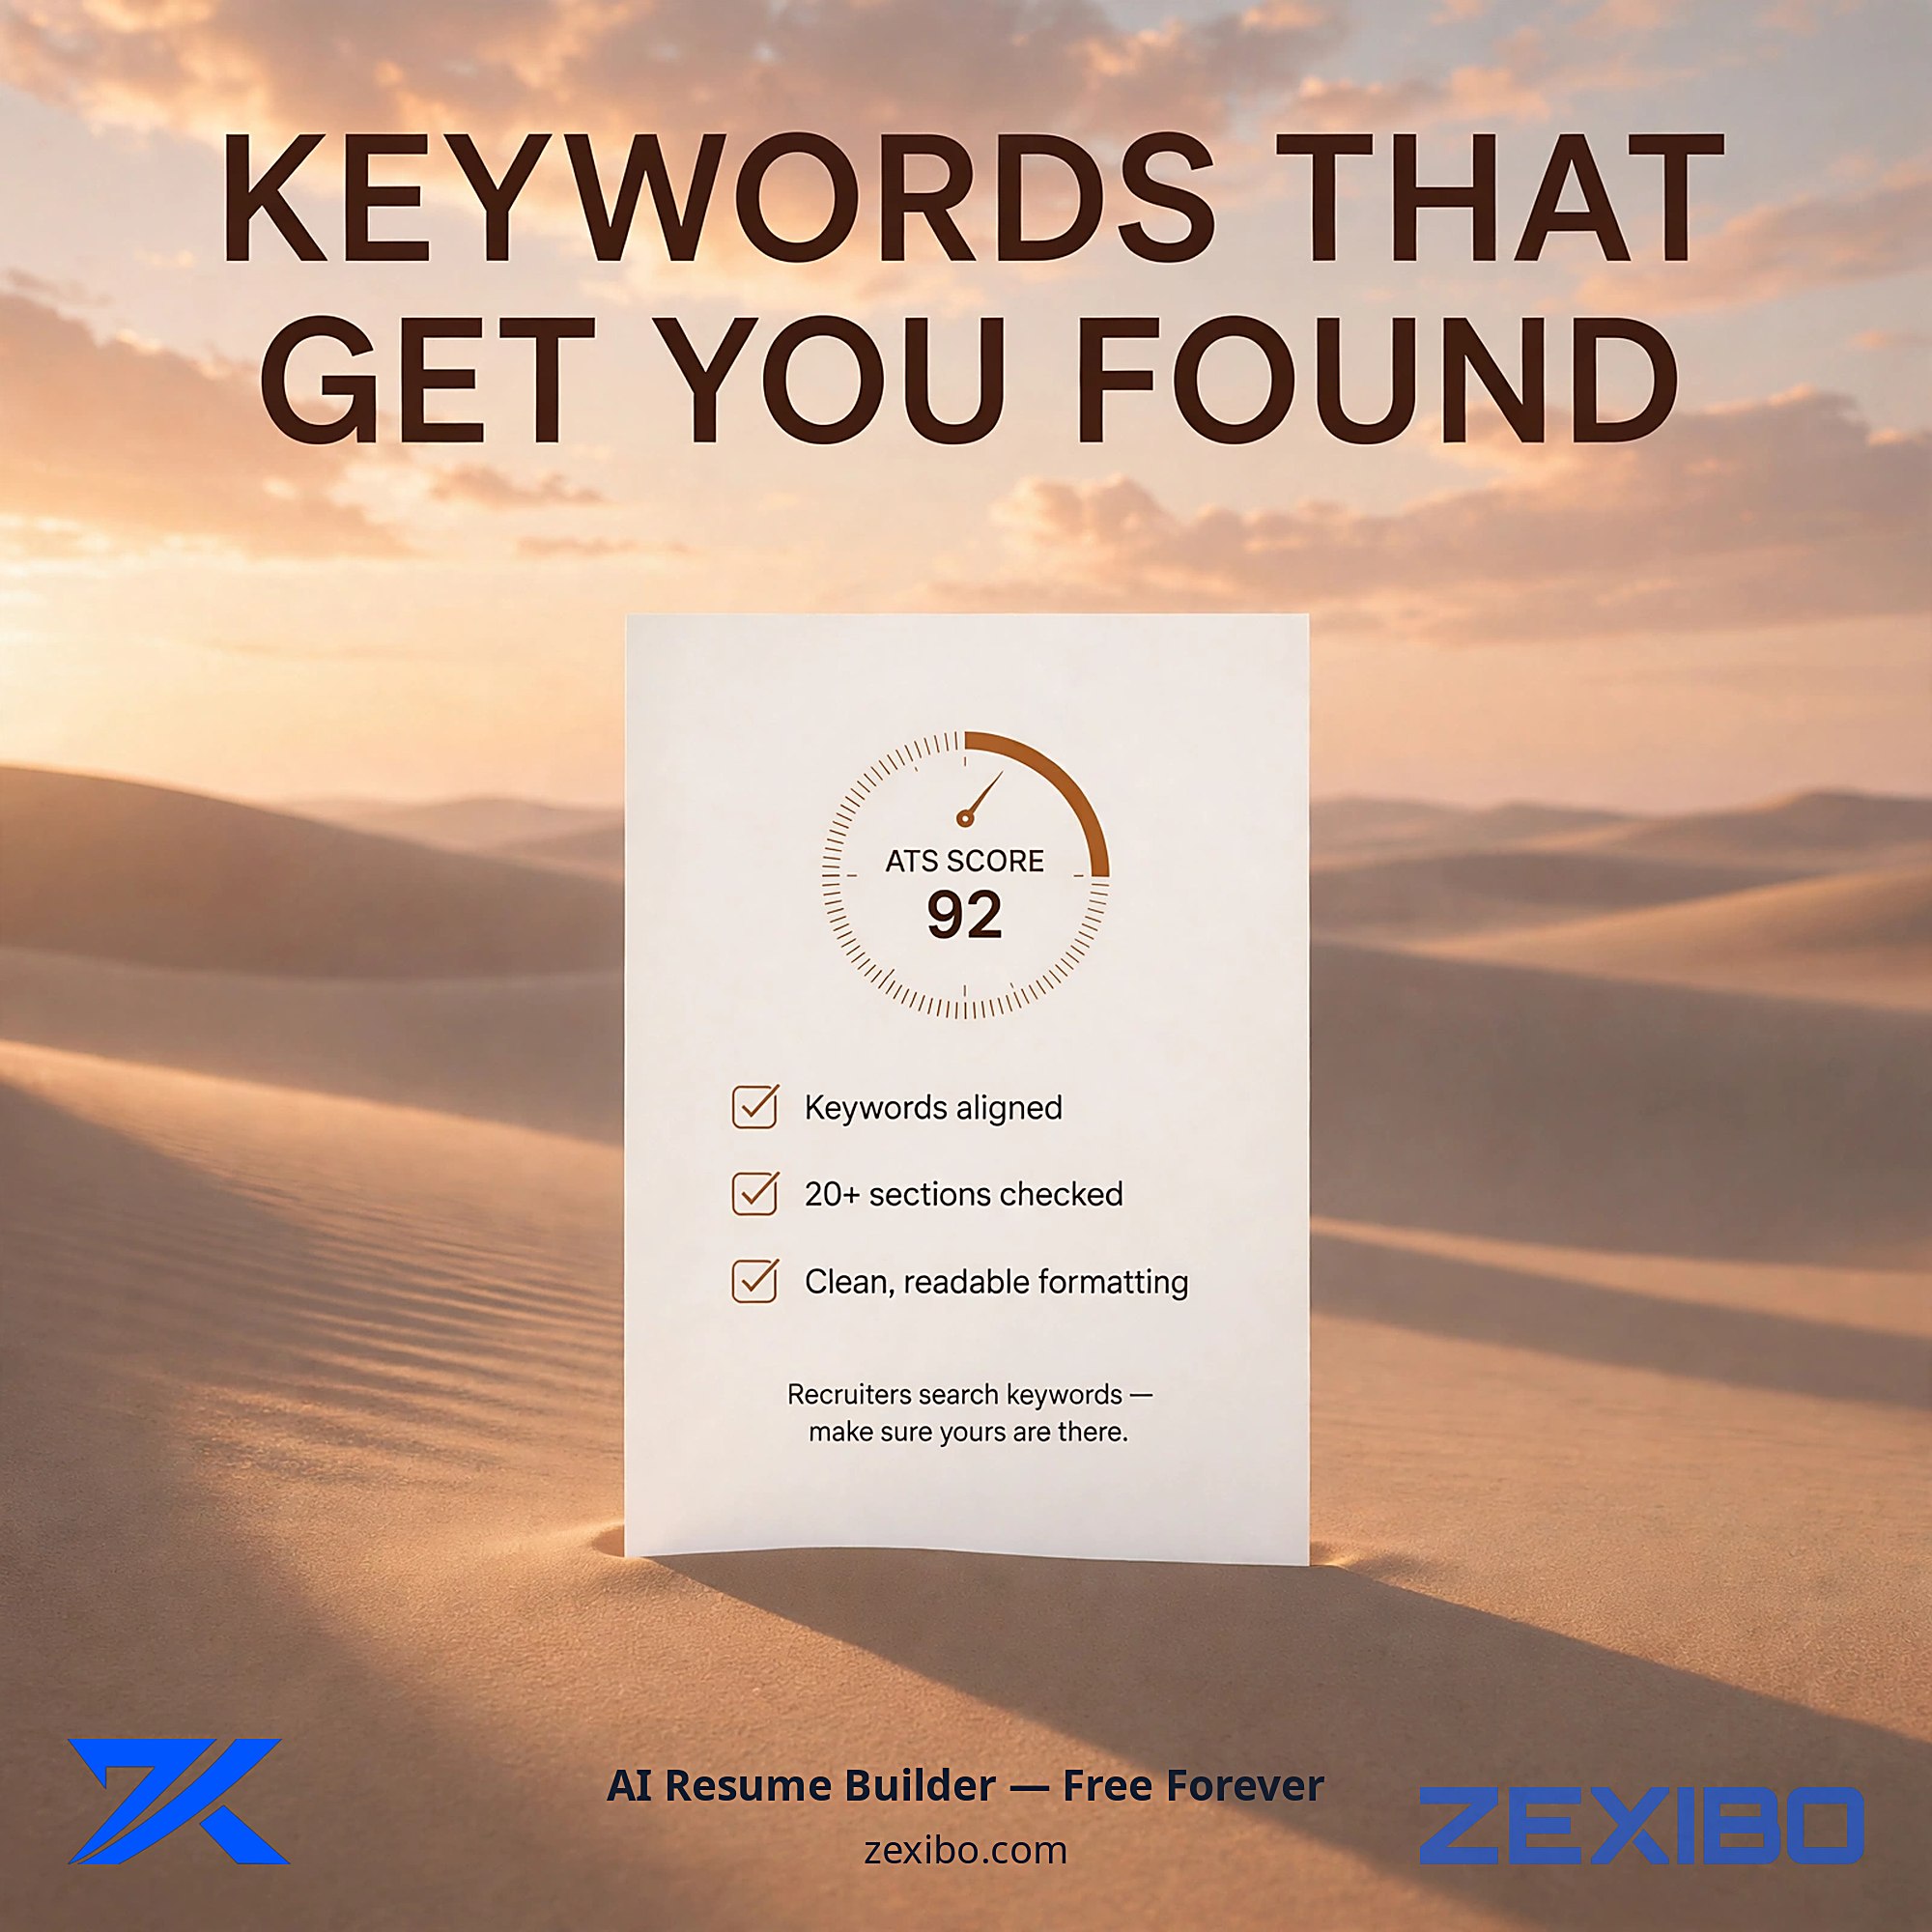 KEYWORDS THAT
GET YOU FOUND
ATS SCORE
92
Keywords aligned
20+ sections checked
Clean, readable formatting
Recruiters search keywords —
make sure yours are there.
AI Resume Builder — Free Forever
zexibo.com
ZEXIBO